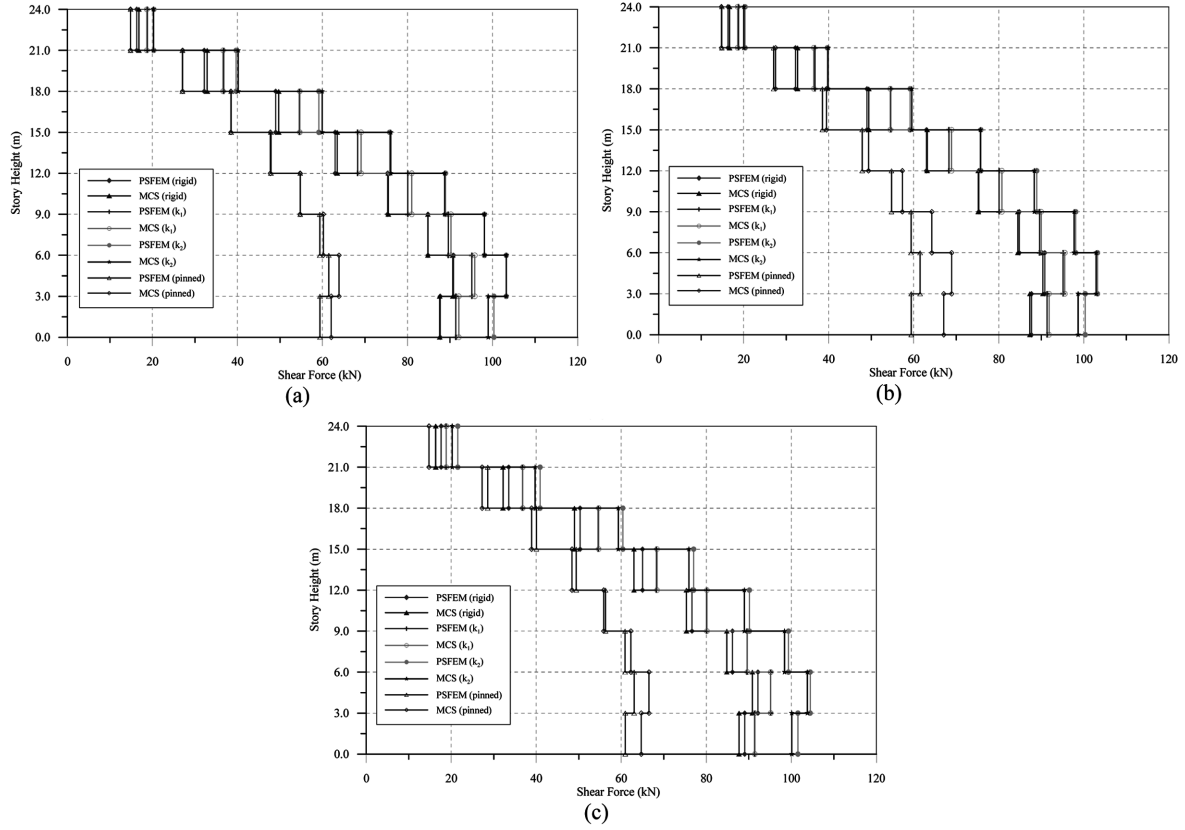 24.0
21.0
18.0
15.0
12.0
9.0
6.0
3.0
0.0
Story Height (m)
PSFEM (rigid)
MCS (rigid)
PSFEM (k₁)
MCS (k₁)
PSFEM (k₂)
MCS (k₂)
PSFEM (pinned)
MCS (pinned)
0 20 40 60 80 100 120
Shear Force (kN)
(a)
24.0
21.0
18.0
15.0
12.0
9.0
6.0
3.0
0.0
Story Height (m)
PSFEM (rigid)
MCS (rigid)
PSFEM (k₁)
MCS (k₁)
PSFEM (k₂)
MCS (k₂)
PSFEM (pinned)
MCS (pinned)
0 20 40 60 80 100 120
Shear Force (kN)
(b)
24.0
21.0
18.0
15.0
12.0
9.0
6.0
3.0
0.0
Story Height (m)
PSFEM (rigid)
MCS (rigid)
PSFEM (k₁)
MCS (k₁)
PSFEM (k₂)
MCS (k₂)
PSFEM (pinned)
MCS (pinned)
0 20 40 60 80 100 120
Shear Force (kN)
(c)